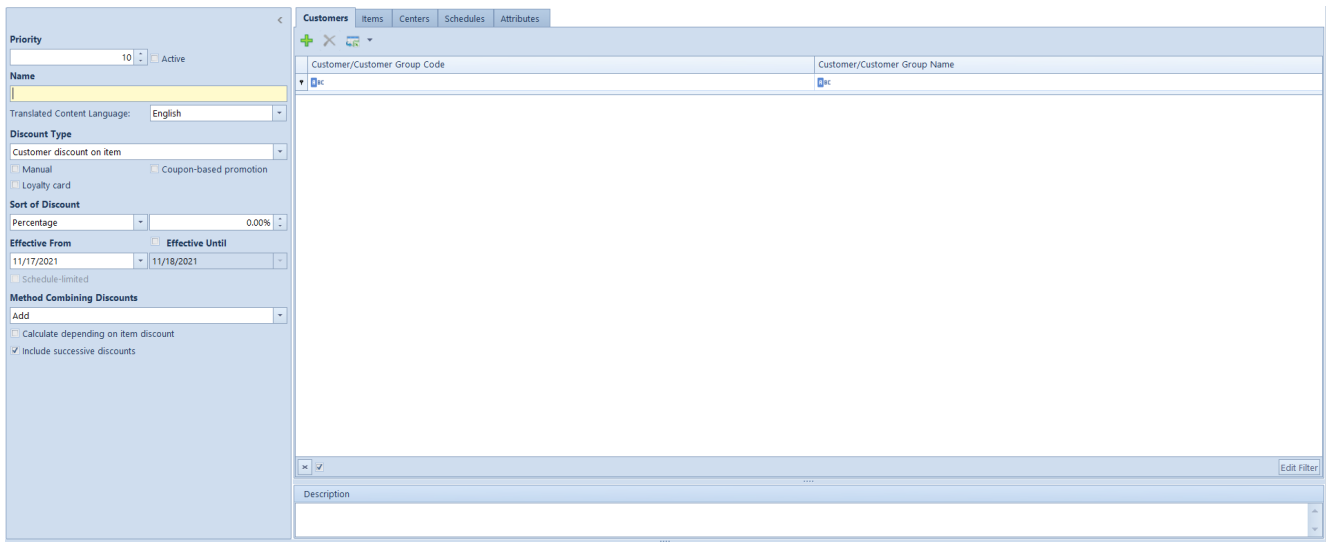 Priority
10
Active
Name
Translated Content Language:
English
Discount Type
Customer discount on item
Manual
Coupon-based promotion
Loyalty card
Sort of Discount
Percentage
0.00%
Effective From
Effective Until
11/17/2021
11/18/2021
Schedule-limited
Method Combining Discounts
Add
Calculate depending on item discount
Include successive discounts
Customers Items Centers Schedules Attributes
Customer/Customer Group Code
Customer/Customer Group Name
Edit Filter
Description